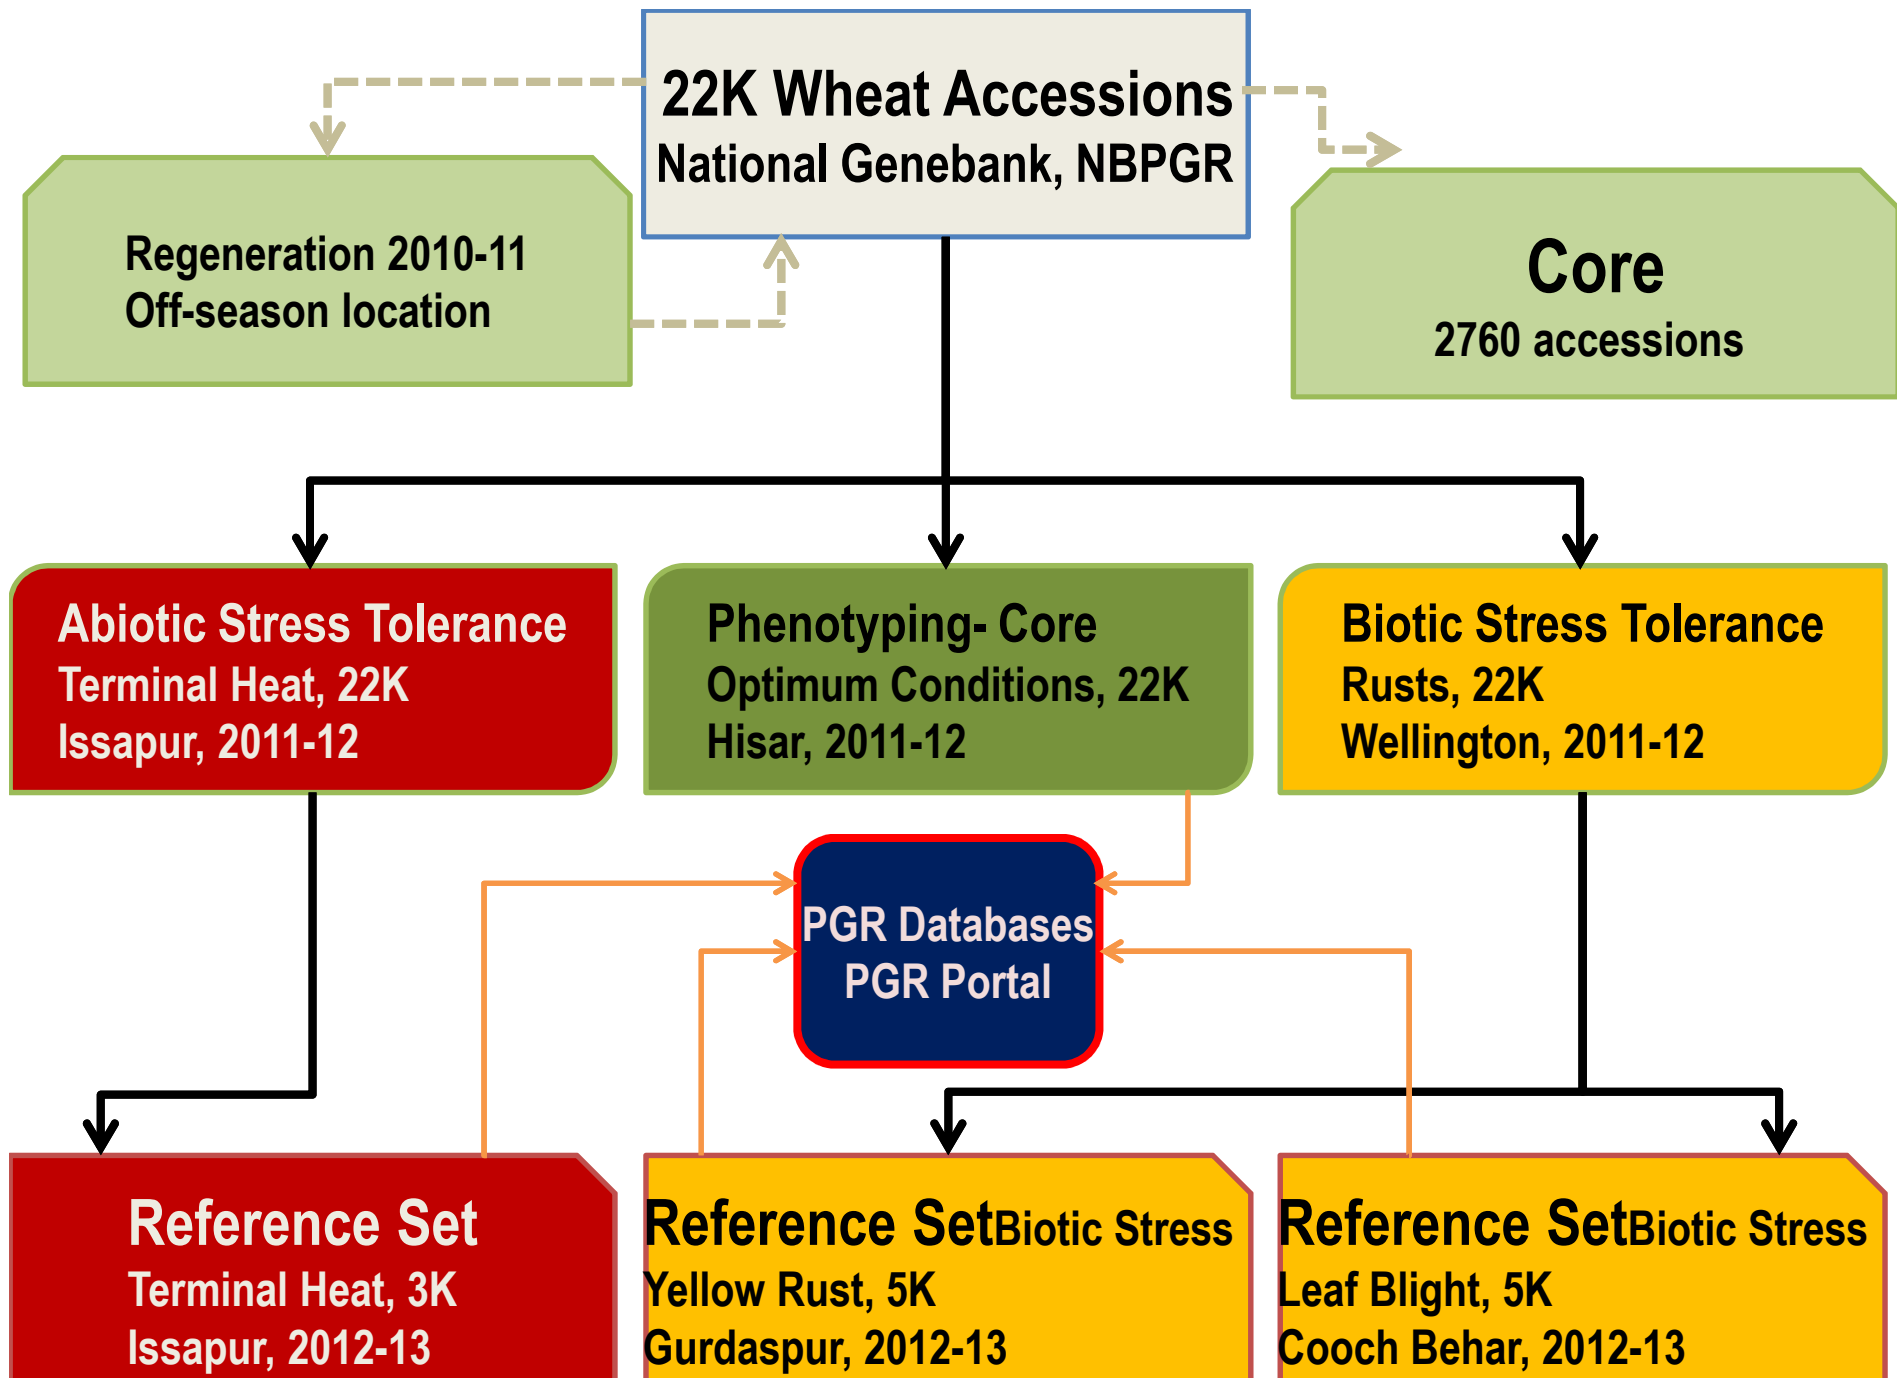 22K Wheat Accessions
National Genebank, NBPGR
Regeneration 2010-11
Off-season location
Core
2760 accessions
Abiotic Stress Tolerance
Terminal Heat, 22K
Issapur, 2011-12
Phenotyping- Core
Optimum Conditions, 22K
Hisar, 2011-12
Biotic Stress Tolerance
Rusts, 22K
Wellington, 2011-12
PGR Databases
PGR Portal
Reference Set
Terminal Heat, 3K
Issapur, 2012-13
Reference SetBiotic Stress
Yellow Rust, 5K
Gurdaspur, 2012-13
Reference SetBiotic Stress
Leaf Blight, 5K
Cooch Behar, 2012-13